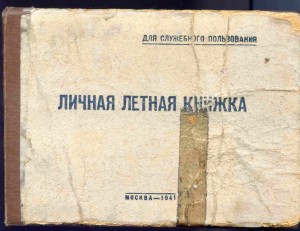 ДЛЯ СЛУЖЕБНОГО ПОЛЬЗОВАНИЯ
ЛИЧНАЯ ЛЕТНАЯ КНИЖКА
МОСКВА—1941